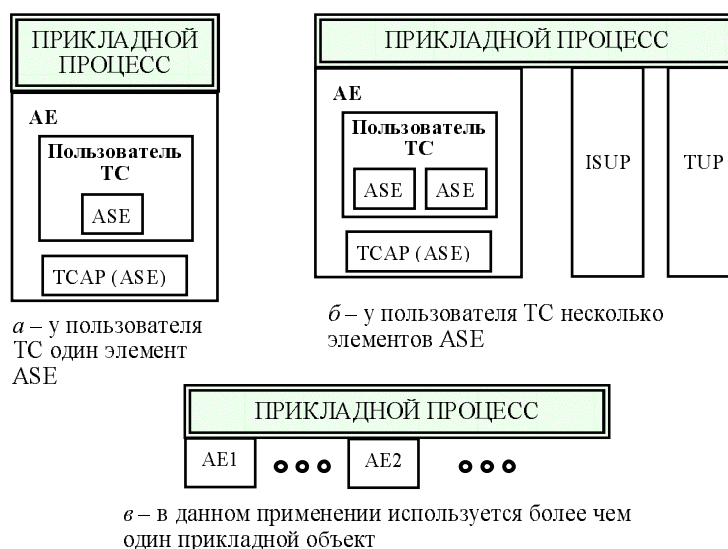 ПРИКЛАДНОЙ
ПРОЦЕСС
AE
Пользователь
ТС
ASE
TCAP (ASE)
а – у пользователя
ТС один элемент
ASE
ПРИКЛАДНОЙ ПРОЦЕСС
AE
Пользователь
ТС
ASE ASE
TCAP (ASE)
ISUP
TUP
б – у пользователя ТС несколько
элементов ASE
ПРИКЛАДНОЙ ПРОЦЕСС
AE1
AE2
в – в данном применении используется более чем
один прикладной объект